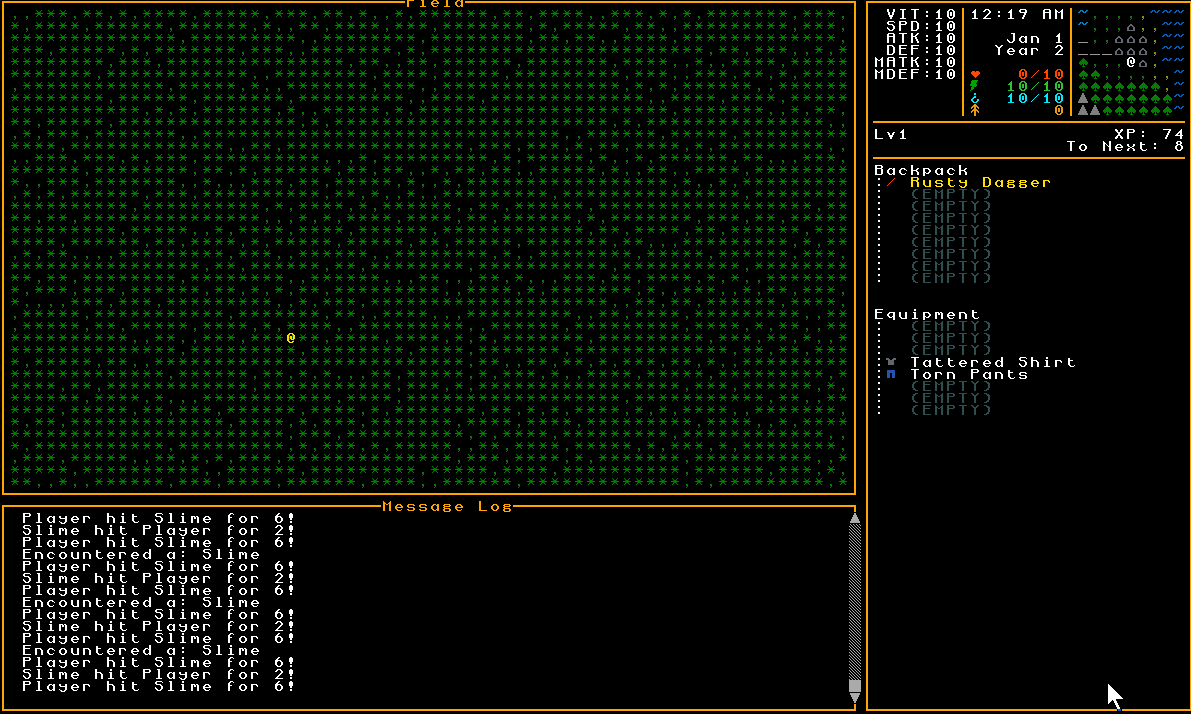 Field
VIT:10
SPD:10
ATK:10
DEF:10
MATK:10
MDEF:10
12:19 AM
Jan 1
Year 2
0/10
10/10
10/10
0
Lv1
XP: 74
To Next: 8
Backpack
Rusty Dagger
(EMPTY)
(EMPTY)
(EMPTY)
(EMPTY)
(EMPTY)
(EMPTY)
(EMPTY)
(EMPTY)
Equipment
(EMPTY)
(EMPTY)
(EMPTY)
Tattered Shirt
Torn Pants
(EMPTY)
(EMPTY)
(EMPTY)
Message Log
Player hit Slime for 6!
Slime hit Player for 2!
Player hit Slime for 6!
Encountered a: Slime
Player hit Slime for 6!
Slime hit Player for 2!
Player hit Slime for 6!
Encountered a: Slime
Player hit Slime for 6!
Slime hit Player for 2!
Player hit Slime for 6!
Encountered a: Slime
Player hit Slime for 6!
Slime hit Player for 2!
Player hit Slime for 6!